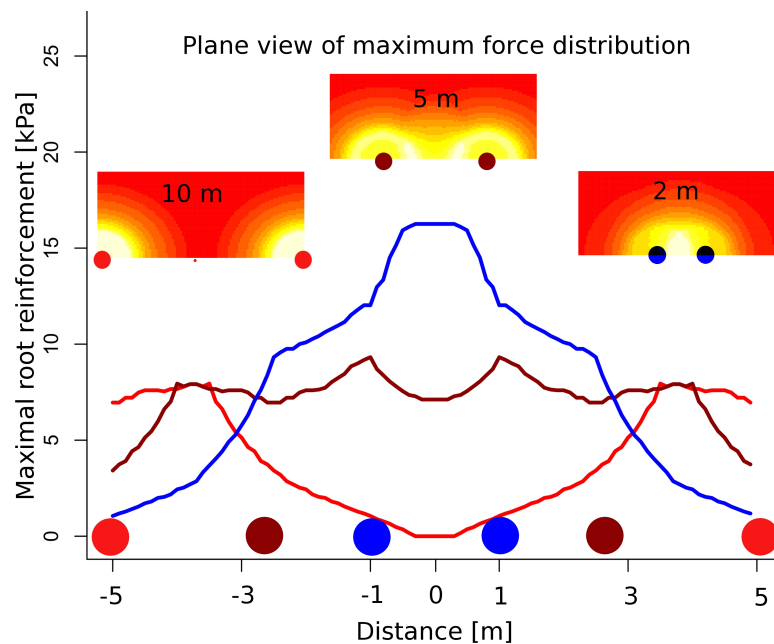 Plane view of maximum force distribution
5 m
10 m
2 m
Maximal root reinforcement [kPa]
25
20
15
10
5
0
-5 -3 -1 0 1 3 5
Distance [m]